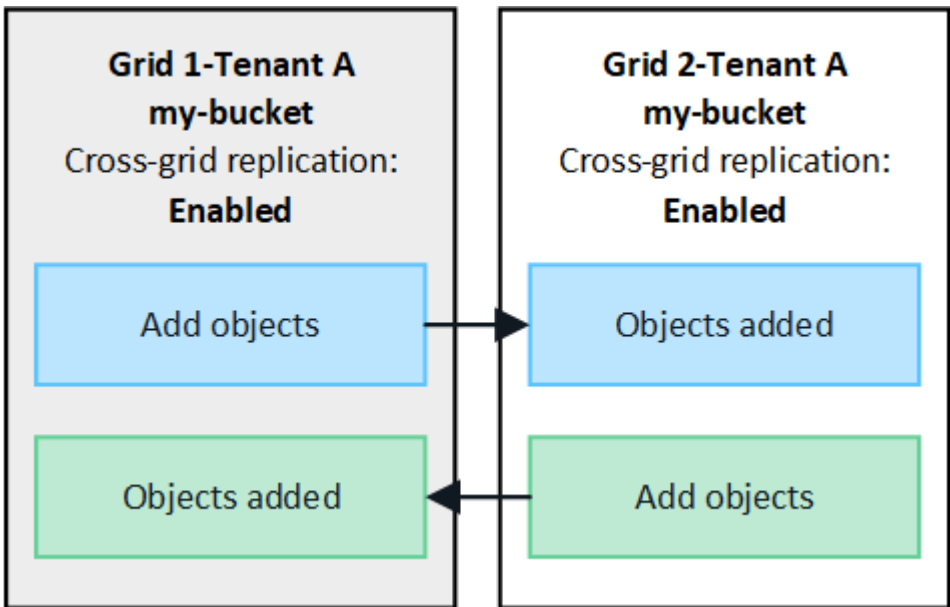 Grid 1-Tenant A
my-bucket
Cross-grid replication:
Enabled
Add objects
Objects added
Grid 2-Tenant A
my-bucket
Cross-grid replication:
Enabled
Objects added
Add objects